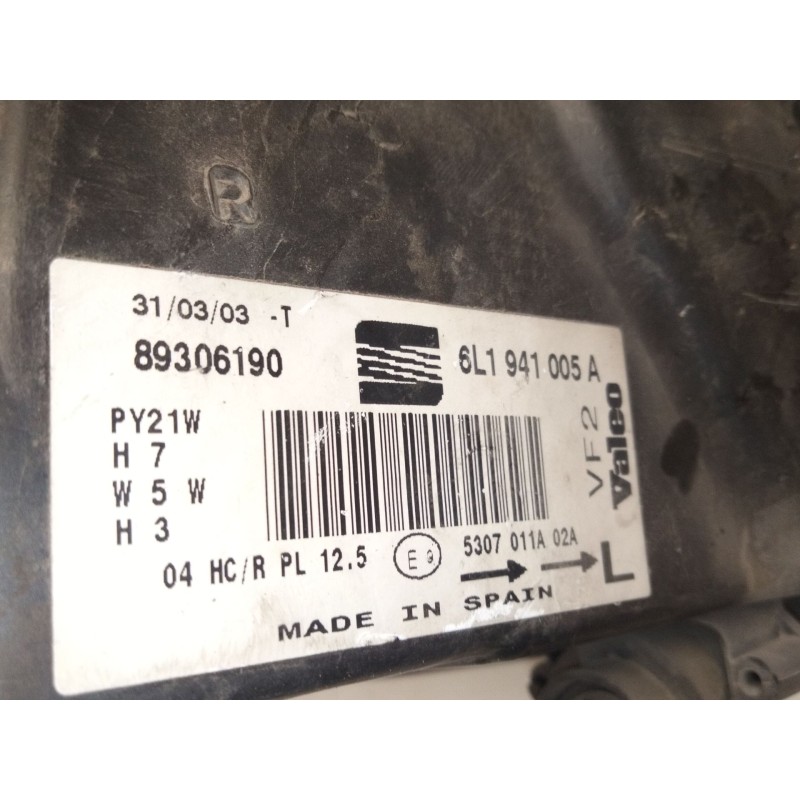 R
31/03/03 -T
89306190
6L1 941 005 A
PY21W
H 7
W 5 W
H 3
VF2
Valeo
04 HC/R PL 12.5
E 9
5307 011A 02A
L
MADE IN SPAIN